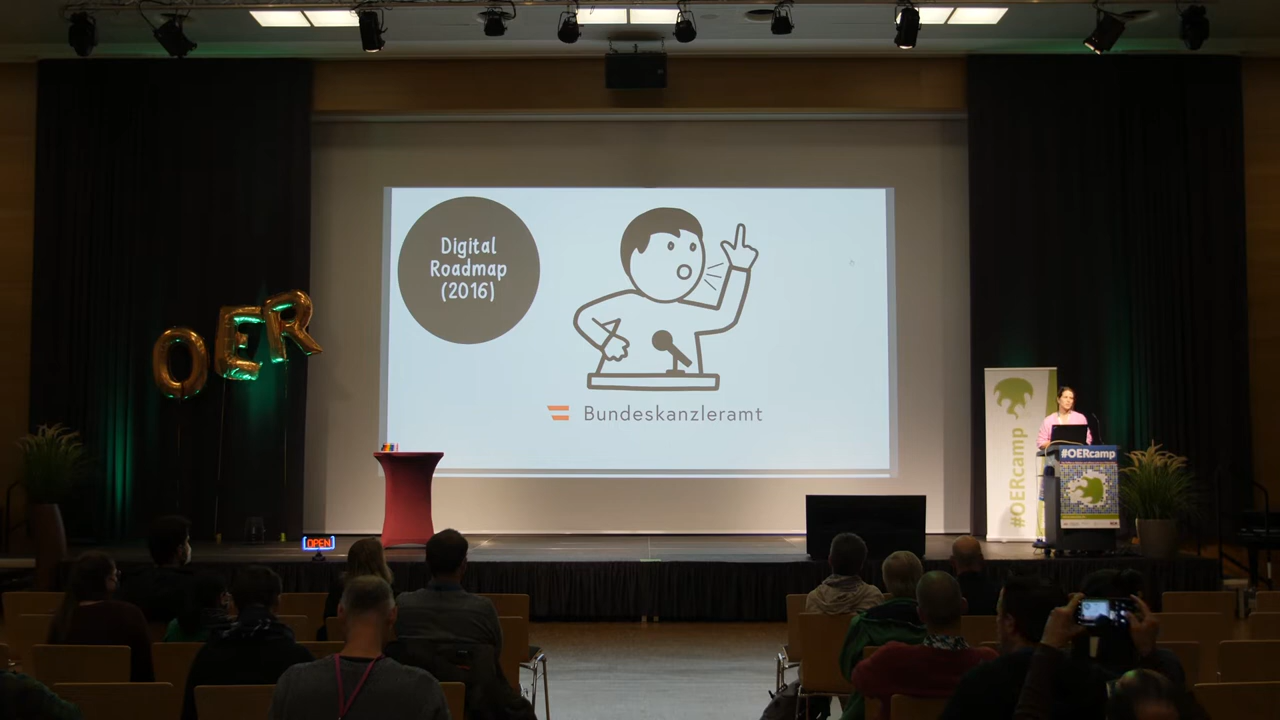 Digital
Roadmap
(2016)
Bundeskanzleramt
OER
OPEN
#OERcamp
#OERcamp